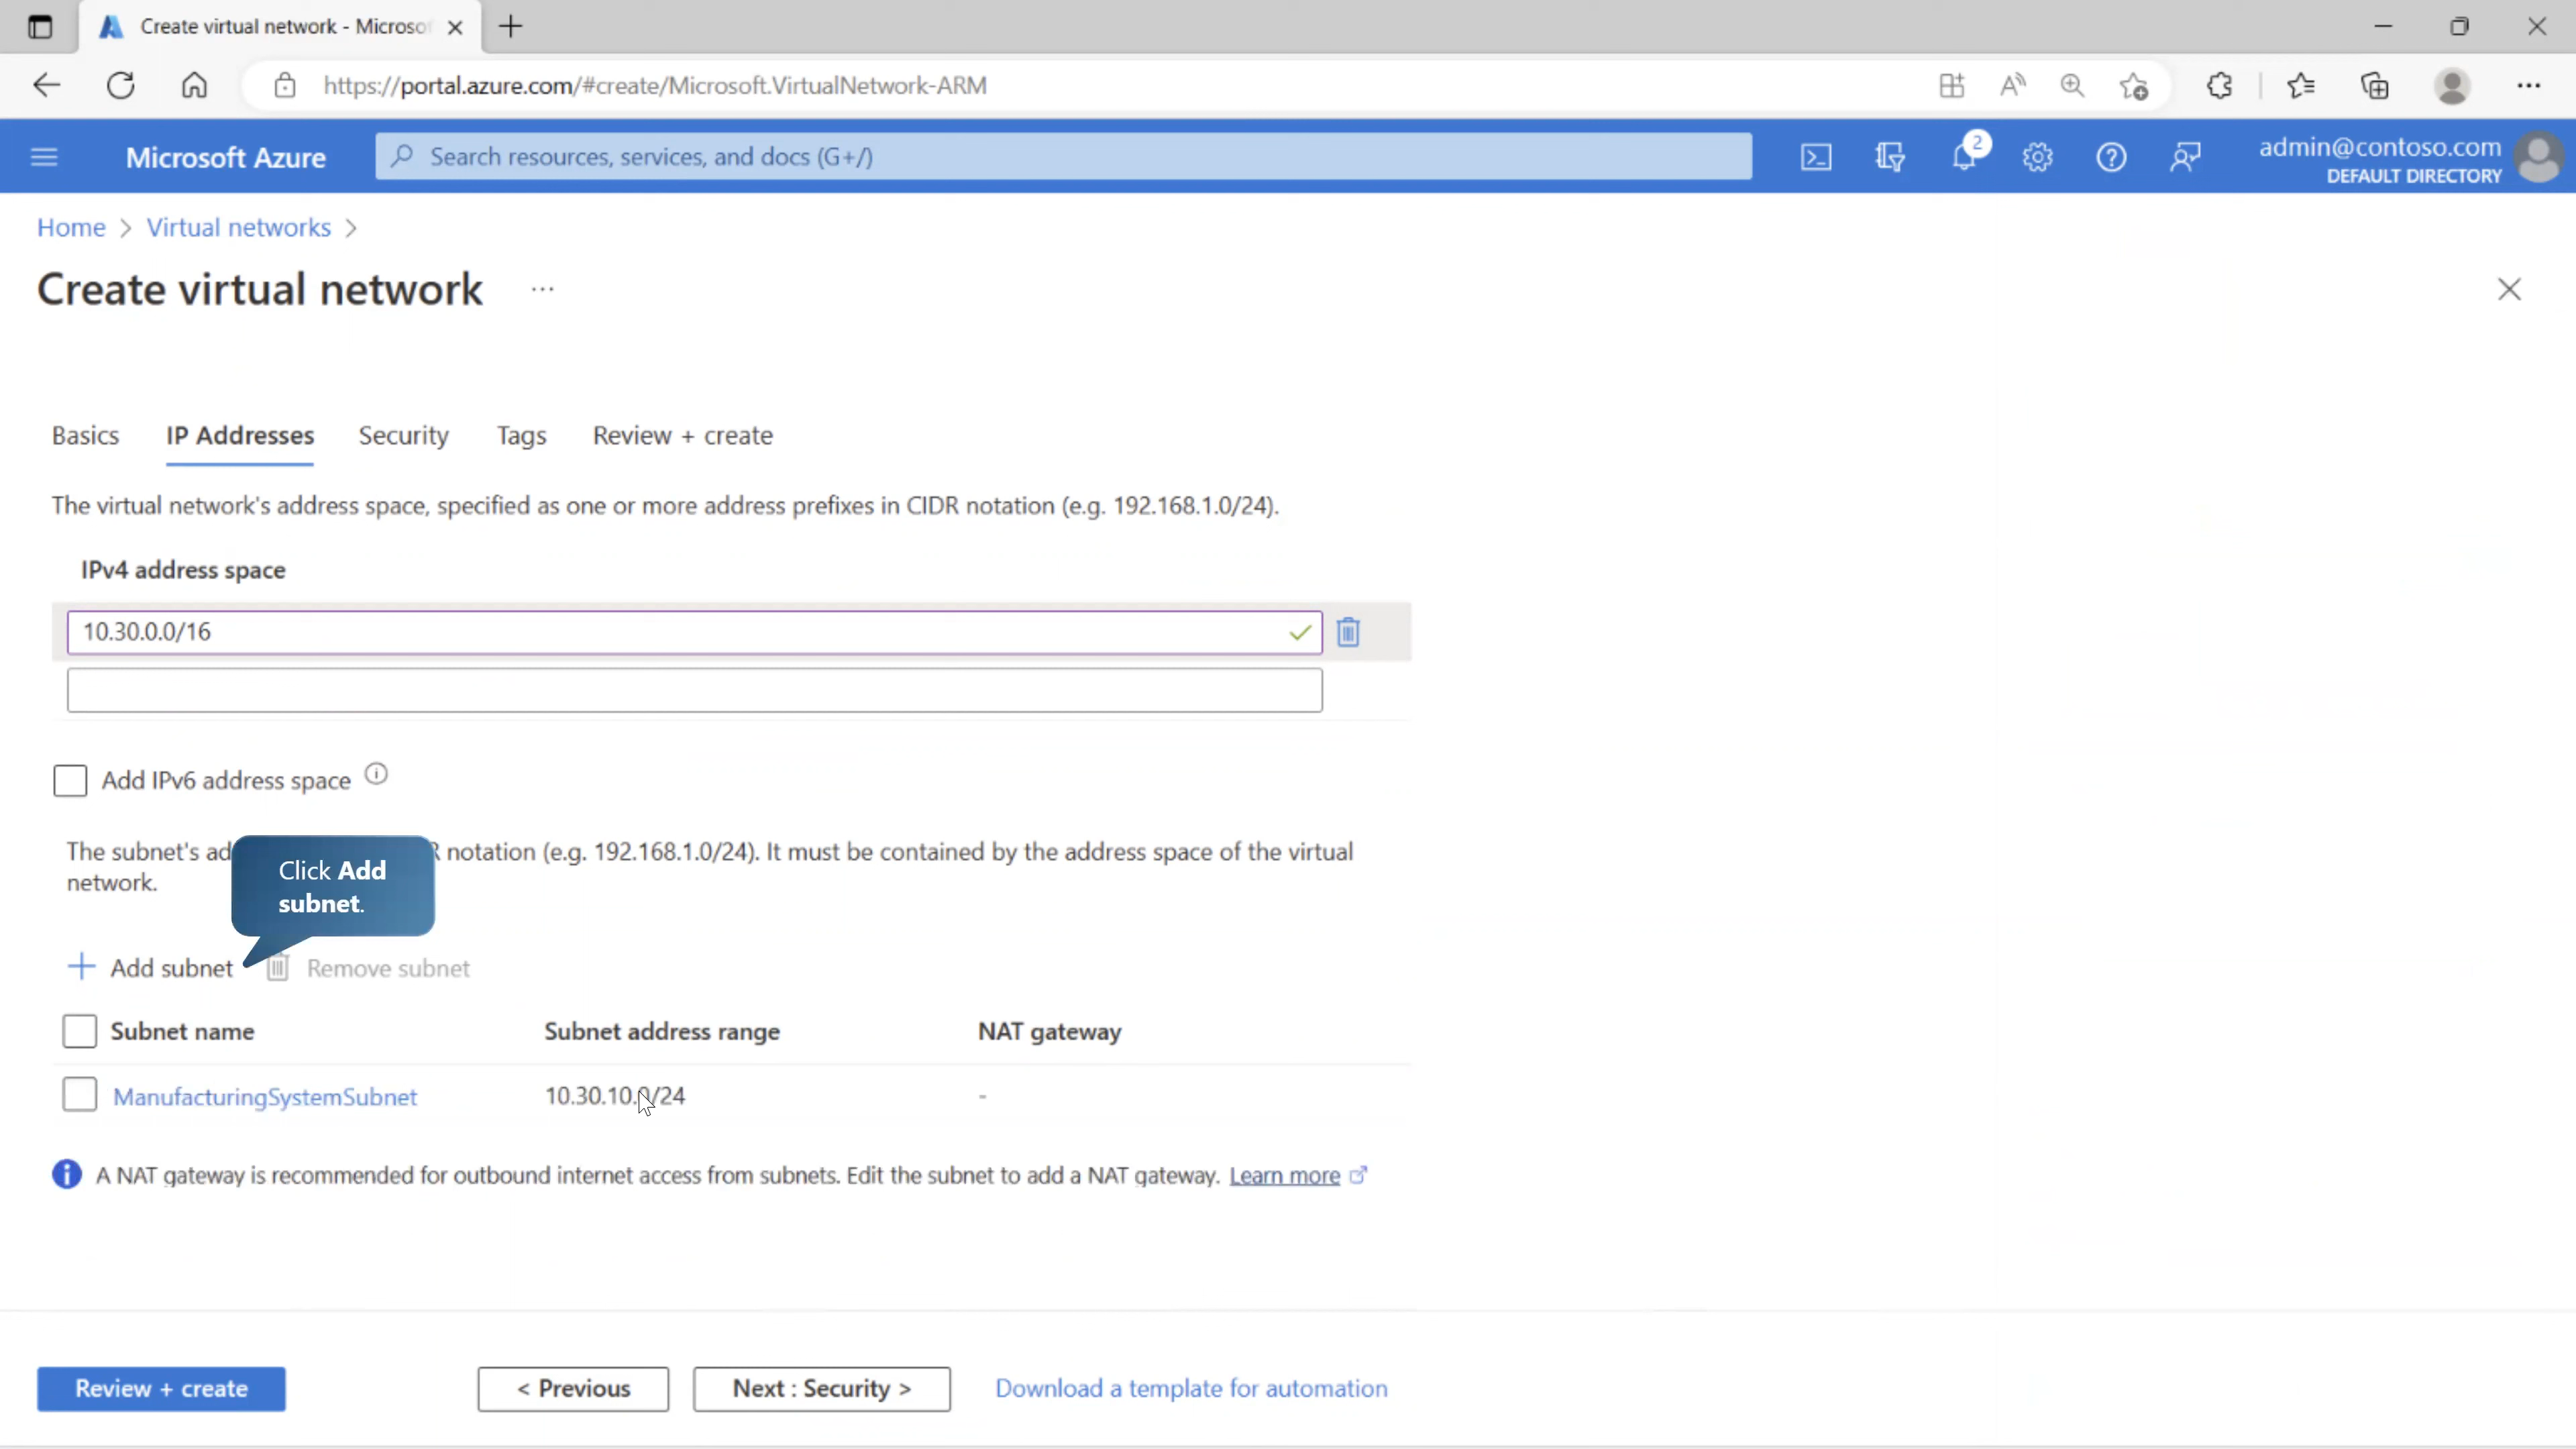 Create virtual network - Microso
https://portal.azure.com/#create/Microsoft.VirtualNetwork-ARM
Microsoft Azure
Search resources, services, and docs (G+/)
2
admin@contoso.com
DEFAULT DIRECTORY
Home > Virtual networks >
Create virtual network ...
Basics IP Addresses Security Tags Review + create
The virtual network's address space, specified as one or more address prefixes in CIDR notation (e.g. 192.168.1.0/24).
IPv4 address space
10.30.0.0/16
Add IPv6 address space
The subnet's ad R notation (e.g. 192.168.1.0/24). It must be contained by the address space of the virtual
network.
Click Add
subnet.
Add subnet Remove subnet
Subnet name Subnet address range NAT gateway
ManufacturingSystemSubnet 10.30.10.0/24 -
A NAT gateway is recommended for outbound internet access from subnets. Edit the subnet to add a NAT gateway. Learn more
Review + create < Previous Next : Security > Download a template for automation